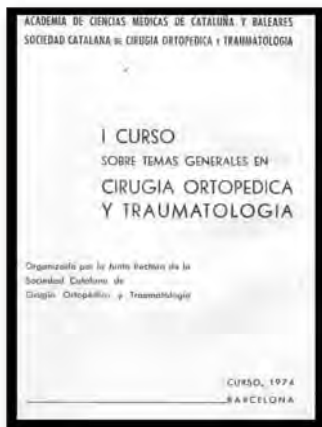 ACADEMIA DE CIENCIAS MEDICAS DE CATALUÑA Y BALEARES
SOCIEDAD CATALANA DE CIRUGIA ORTOPEDICA Y TRAUMATOLOGIA
I CURSO
SOBRE TEMAS GENERALES EN
CIRUGIA ORTOPEDICA
Y TRAUMATOLOGIA
Organizado por la Junta Rectora de la
Sociedad Catalana de
Cirugía Ortopédica y Traumatología
CURSO, 1974
BARCELONA